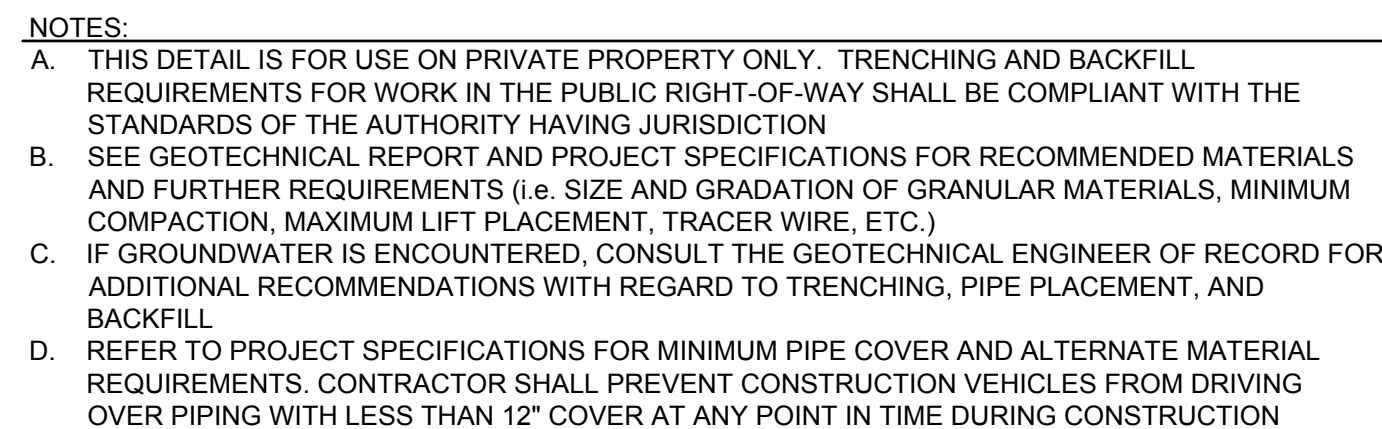 NOTES:
A. THIS DETAIL IS FOR USE ON PRIVATE PROPERTY ONLY. TRENCHING AND BACKFILL
REQUIREMENTS FOR WORK IN THE PUBLIC RIGHT-OF-WAY SHALL BE COMPLIANT WITH THE
STANDARDS OF THE AUTHORITY HAVING JURISDICTION
B. SEE GEOTECHNICAL REPORT AND PROJECT SPECIFICATIONS FOR RECOMMENDED MATERIALS
AND FURTHER REQUIREMENTS (i.e. SIZE AND GRADATION OF GRANULAR MATERIALS, MINIMUM
COMPACTION, MAXIMUM LIFT PLACEMENT, TRACER WIRE, ETC.)
C. IF GROUNDWATER IS ENCOUNTERED, CONSULT THE GEOTECHNICAL ENGINEER OF RECORD FOR
ADDITIONAL RECOMMENDATIONS WITH REGARD TO TRENCHING, PIPE PLACEMENT, AND
BACKFILL
D. REFER TO PROJECT SPECIFICATIONS FOR MINIMUM PIPE COVER AND ALTERNATE MATERIAL
REQUIREMENTS. CONTRACTOR SHALL PREVENT CONSTRUCTION VEHICLES FROM DRIVING
OVER PIPING WITH LESS THAN 12" COVER AT ANY POINT IN TIME DURING CONSTRUCTION